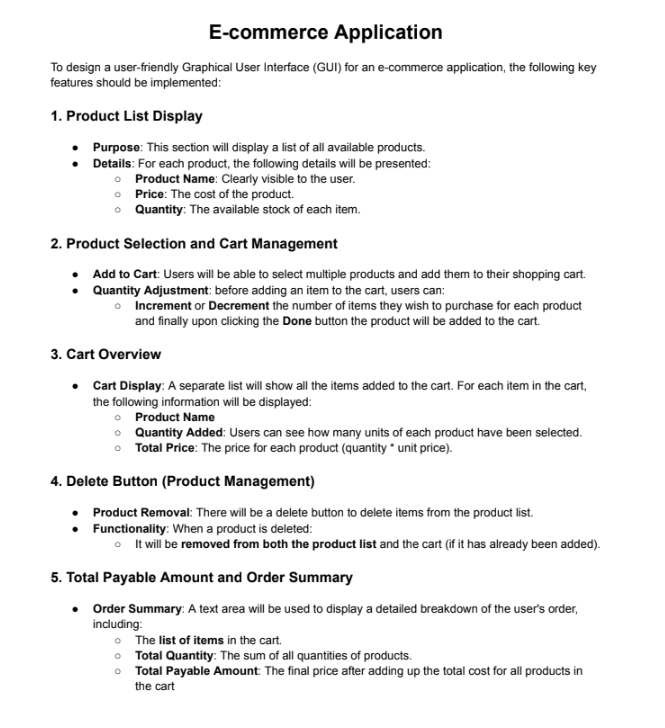 E-commerce Application
To design a user-friendly Graphical User Interface (GUI) for an e-commerce application, the following key
features should be implemented:
1. Product List Display
● Purpose: This section will display a list of all available products.
● Details: For each product, the following details will be presented:
○ Product Name: Clearly visible to the user.
○ Price: The cost of the product.
○ Quantity: The available stock of each item.
2. Product Selection and Cart Management
● Add to Cart: Users will be able to select multiple products and add them to their shopping cart.
● Quantity Adjustment: before adding an item to the cart, users can:
○ Increment or Decrement the number of items they wish to purchase for each product
and finally upon clicking the Done button the product will be added to the cart.
3. Cart Overview
● Cart Display: A separate list will show all the items added to the cart. For each item in the cart,
the following information will be displayed:
○ Product Name
○ Quantity Added: Users can see how many units of each product have been selected.
○ Total Price: The price for each product (quantity * unit price).
4. Delete Button (Product Management)
● Product Removal: There will be a delete button to delete items from the product list.
● Functionality: When a product is deleted:
○ It will be removed from both the product list and the cart (if it has already been added).
5. Total Payable Amount and Order Summary
● Order Summary: A text area will be used to display a detailed breakdown of the user's order,
including:
○ The list of items in the cart.
○ Total Quantity: The sum of all quantities of products.
○ Total Payable Amount: The final price after adding up the total cost for all products in
the cart